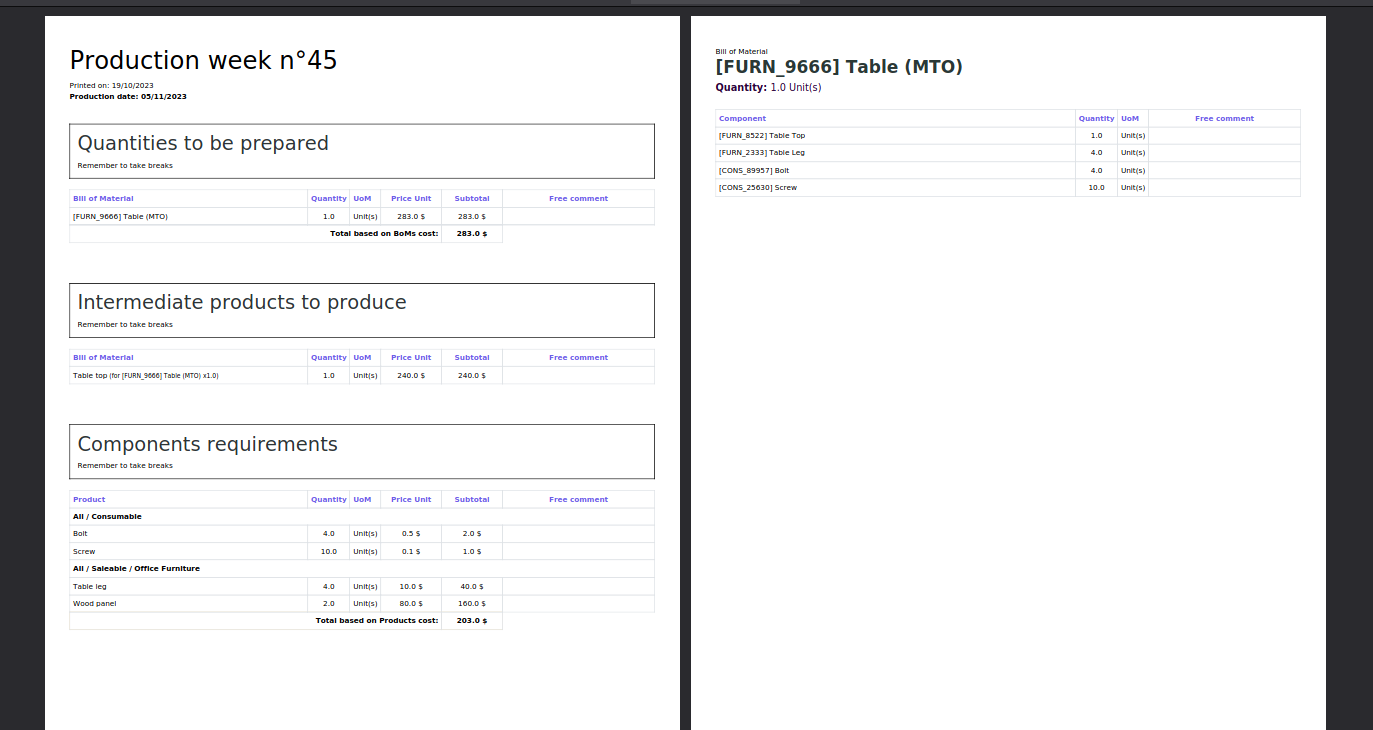 Production week n°45
Printed on: 19/10/2023
Production date: 05/11/2023
Quantities to be prepared
Remember to take breaks
Bill of Material Quantity UoM Price Unit Subtotal Free comment
[FURN_9666] Table (MTO) 1.0 Unit(s) 283.0 $ 283.0 $
Total based on BoMs cost: 283.0 $
Intermediate products to produce
Remember to take breaks
Bill of Material Quantity UoM Price Unit Subtotal Free comment
Table top (for [FURN_9666] Table (MTO) x1.0) 1.0 Unit(s) 240.0 $ 240.0 $
Components requirements
Remember to take breaks
Product Quantity UoM Price Unit Subtotal Free comment
All / Consumable
Bolt 4.0 Unit(s) 0.5 $ 2.0 $
Screw 10.0 Unit(s) 0.1 $ 1.0 $
All / Saleable / Office Furniture
Table leg 4.0 Unit(s) 10.0 $ 40.0 $
Wood panel 2.0 Unit(s) 80.0 $ 160.0 $
Total based on Products cost: 203.0 $
Bill of Material
[FURN_9666] Table (MTO)
Quantity: 1.0 Unit(s)
Component Quantity UoM Free comment
[FURN_8522] Table Top 1.0 Unit(s)
[FURN_2333] Table Leg 4.0 Unit(s)
[CONS_89957] Bolt 4.0 Unit(s)
[CONS_25630] Screw 10.0 Unit(s)